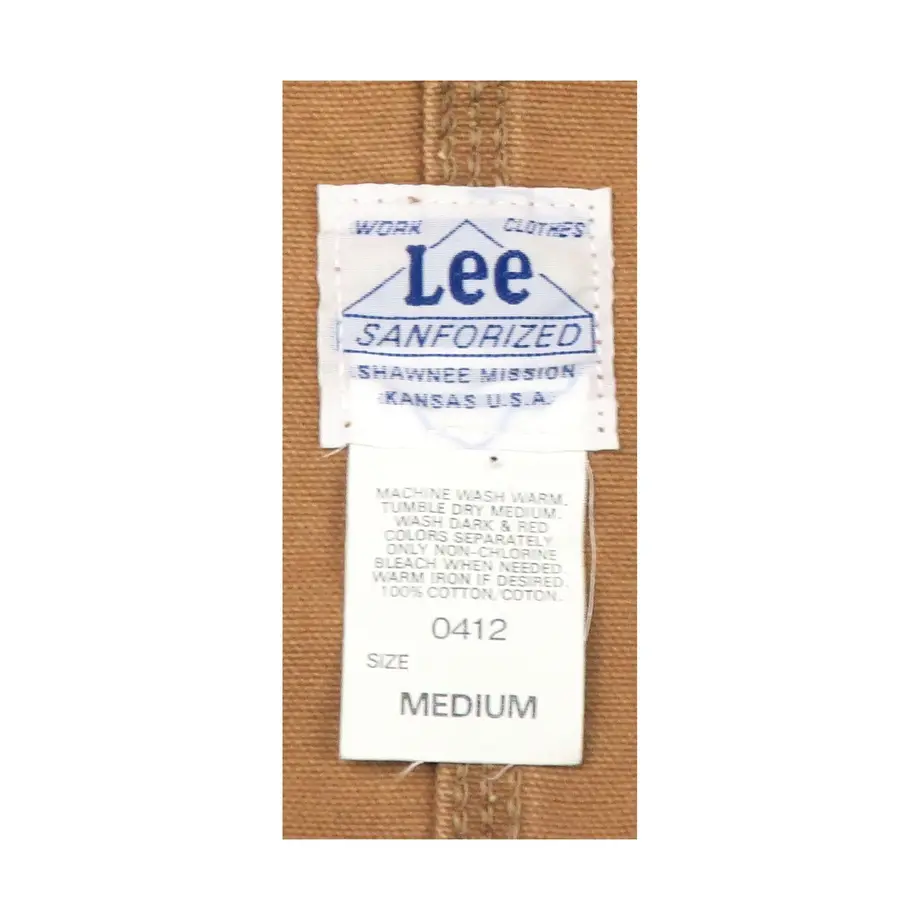 WORK CLOTHES
Lee
SANFORIZED
SHAWNEE MISSION
KANSAS U.S.A.
MACHINE WASH WARM.
TUMBLE DRY MEDIUM.
WASH DARK & RED
COLORS SEPARATELY
ONLY NON-CHLORINE
BLEACH WHEN NEEDED.
WARM IRON IF DESIRED.
100% COTTON/COTON.
0412
SIZE
MEDIUM